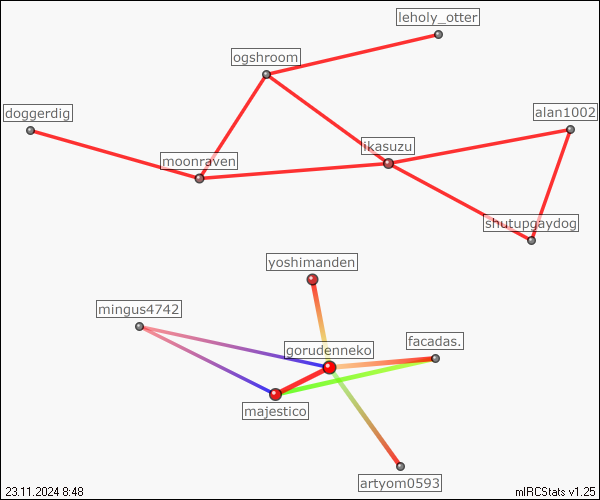 leholy_otter
ogshroom
doggerdig
alan1002
ikasuzu
moonraven
shutupgaydog
yoshimanden
mingus4742
facadas.
gorudenneko
majestico
artyom0593
23.11.2024 8:48
mIRCStats v1.25